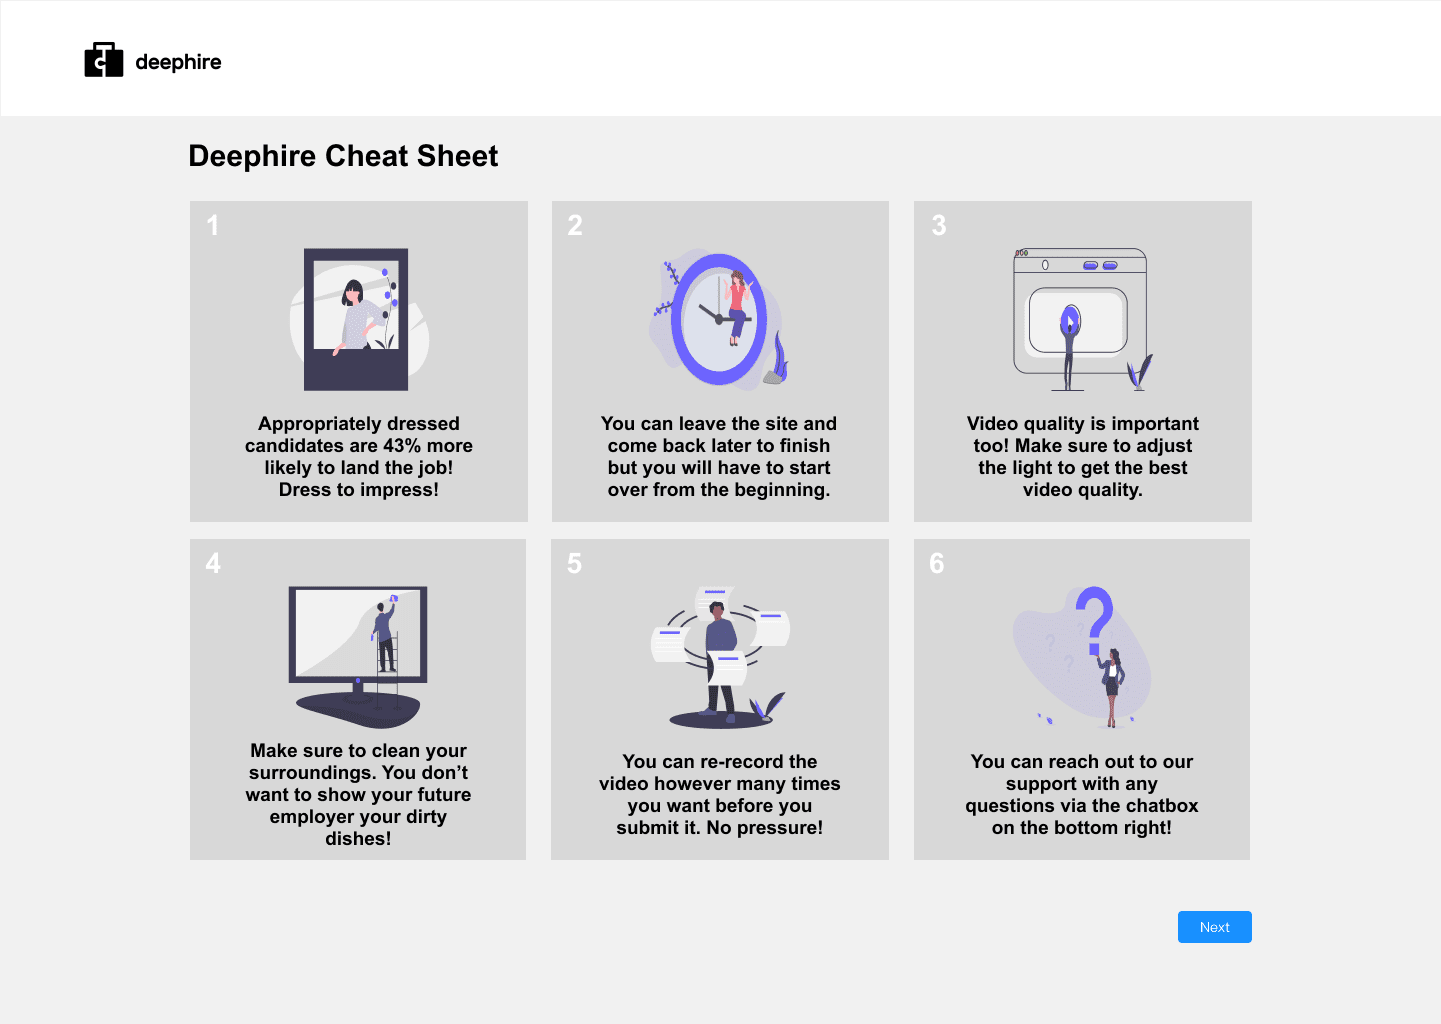 deephire
Deephire Cheat Sheet
1
Appropriately dressed
candidates are 43% more
likely to land the job!
Dress to impress!
2
You can leave the site and
come back later to finish
but you will have to start
over from the beginning.
3
Video quality is important
too! Make sure to adjust
the light to get the best
video quality.
4
Make sure to clean your
surroundings. You don’t
want to show your future
employer your dirty
dishes!
5
You can re-record the
video however many times
you want before you
submit it. No pressure!
6
You can reach out to our
support with any
questions via the chatbox
on the bottom right!
Next